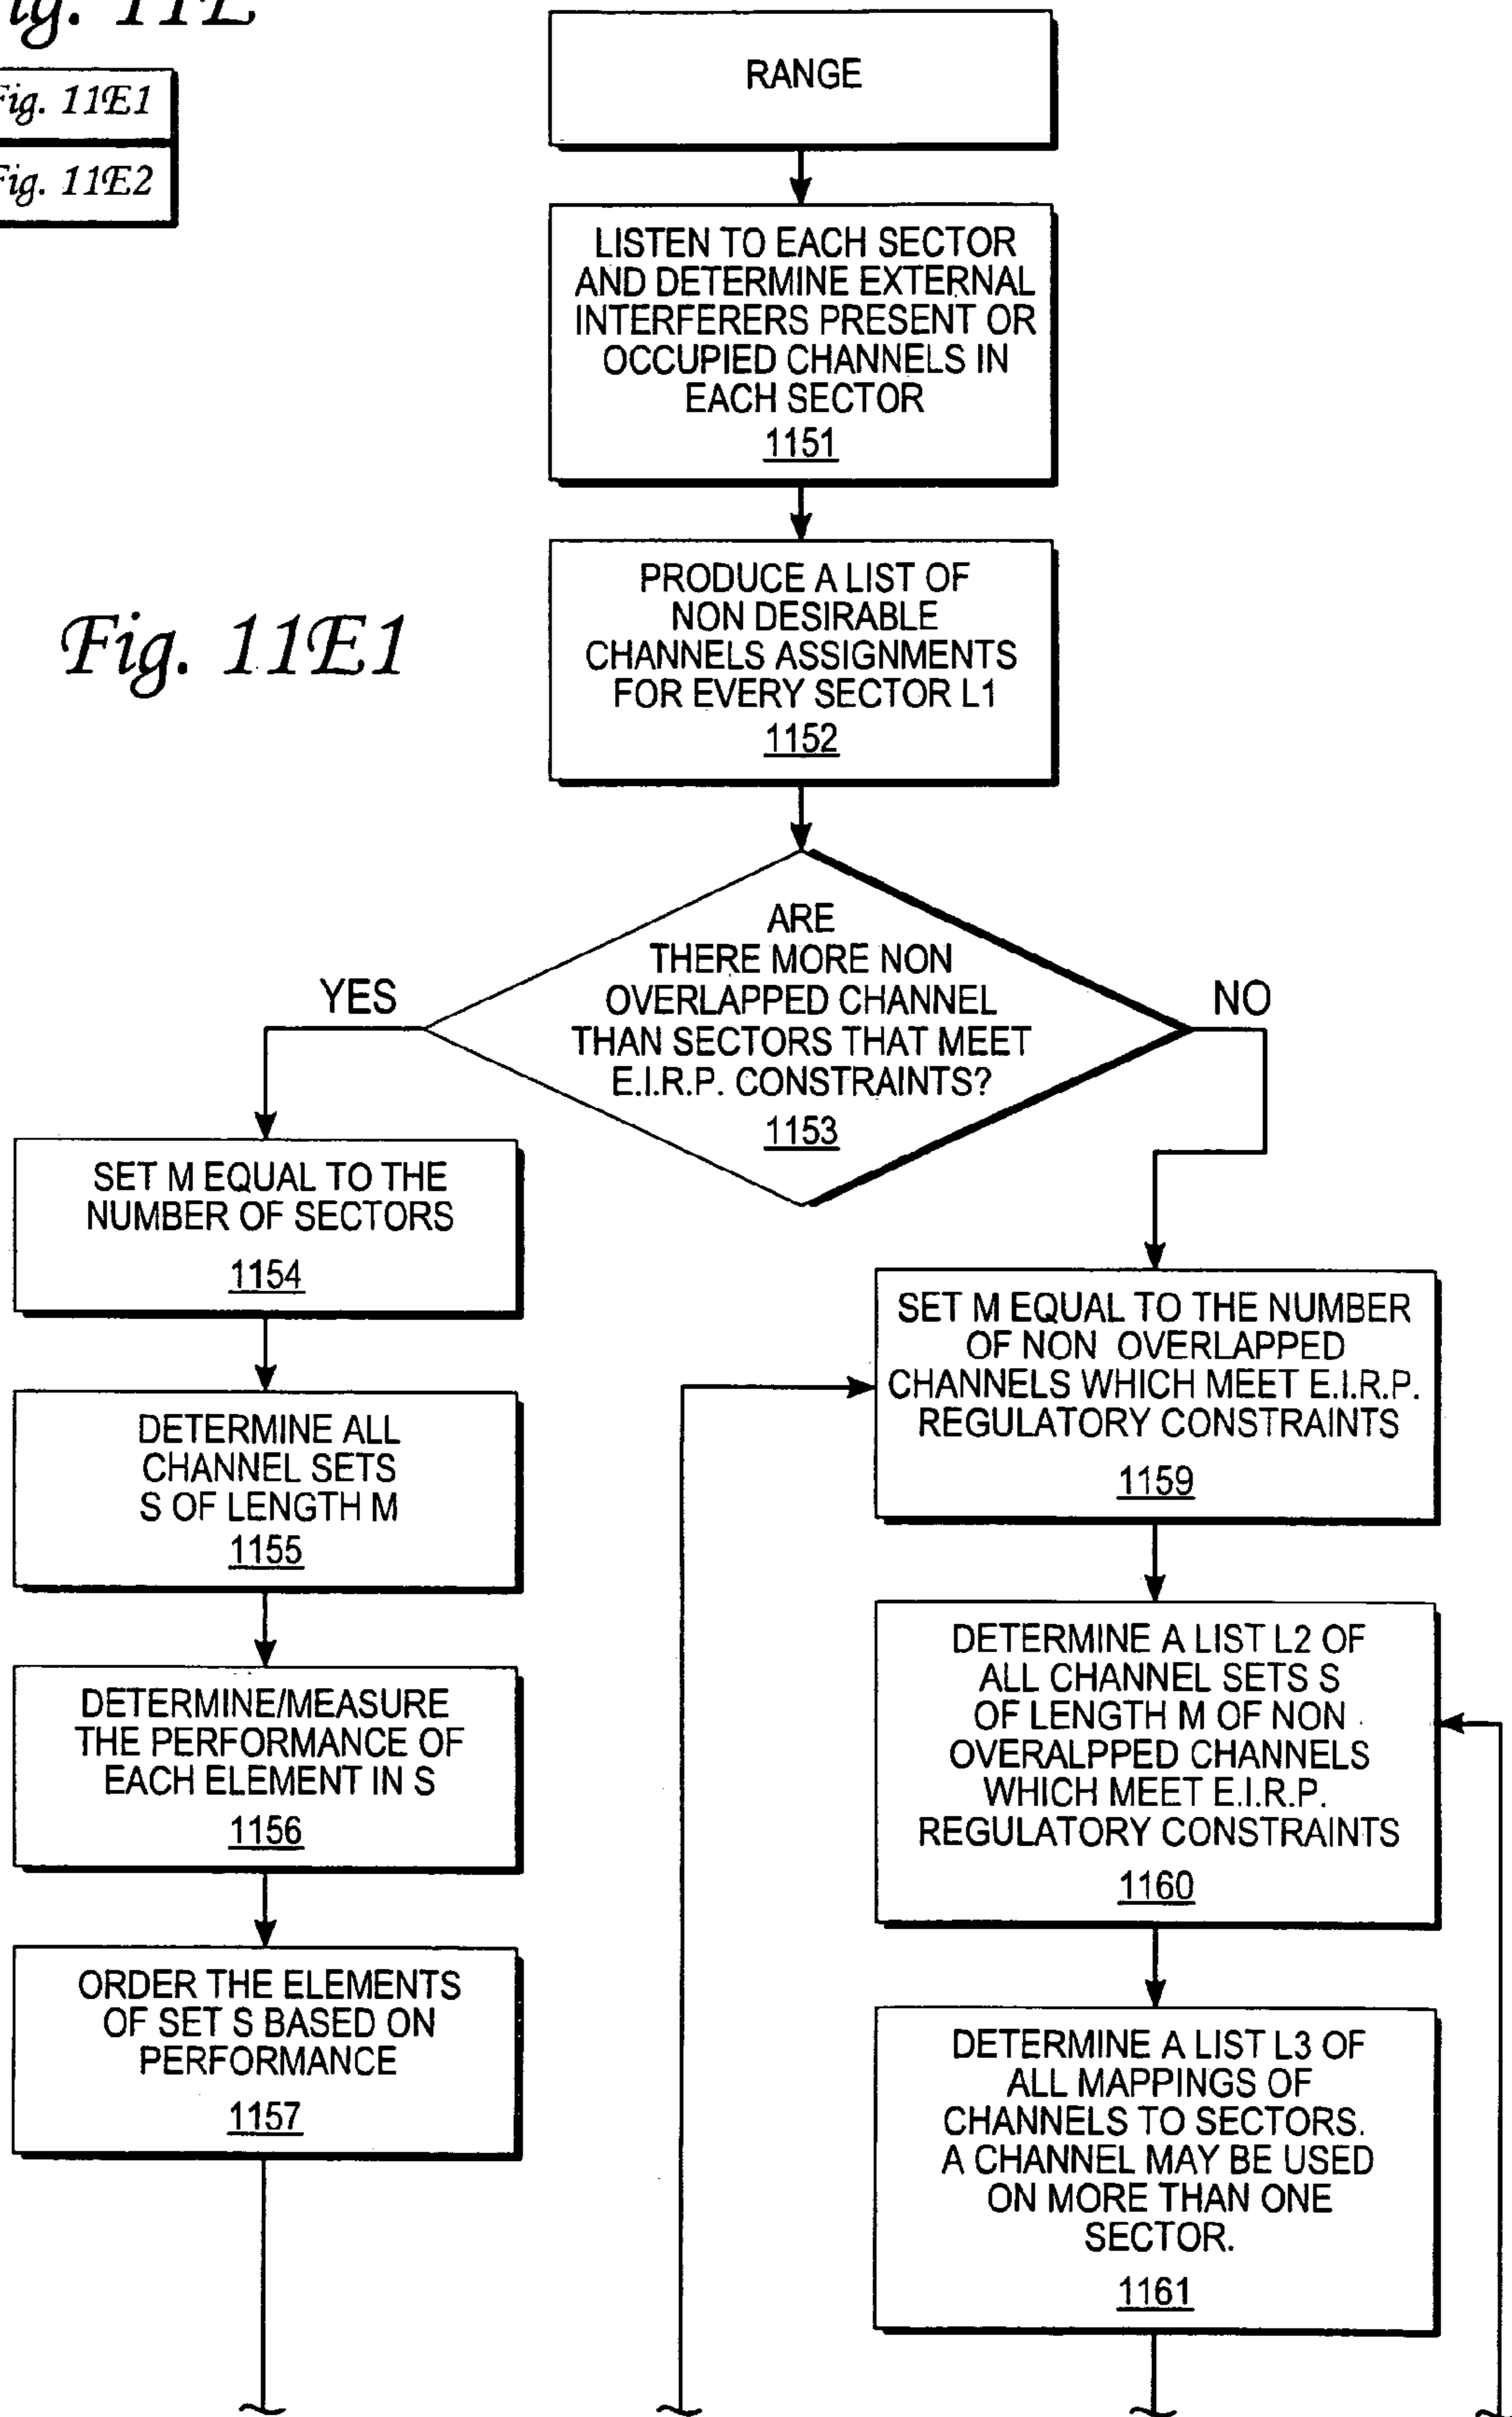 Fig. 11E
Fig. 11E1
Fig. 11E2
RANGE
LISTEN TO EACH SECTOR
AND DETERMINE EXTERNAL
INTERFERERS PRESENT OR
OCCUPIED CHANNELS IN
EACH SECTOR
1151
Fig. 11E1
PRODUCE A LIST OF
NON DESIRABLE
CHANNELS ASSIGNMENTS
FOR EVERY SECTOR L1
1152
ARE
THERE MORE NON
OVERLAPPED CHANNEL
THAN SECTORS THAT MEET
E.I.R.P. CONSTRAINTS?
1153
YES
NO
SET M EQUAL TO THE
NUMBER OF SECTORS
1154
DETERMINE ALL
CHANNEL SETS
S OF LENGTH M
1155
DETERMINE/MEASURE
THE PERFORMANCE OF
EACH ELEMENT IN S
1156
ORDER THE ELEMENTS
OF SET S BASED ON
PERFORMANCE
1157
SET M EQUAL TO THE NUMBER
OF NON OVERLAPPED
CHANNELS WHICH MEET E.I.R.P.
REGULATORY CONSTRAINTS
1159
DETERMINE A LIST L2 OF
ALL CHANNEL SETS S
OF LENGTH M OF NON
OVERALPPED CHANNELS
WHICH MEET E.I.R.P.
REGULATORY CONSTRAINTS
1160
DETERMINE A LIST L3 OF
ALL MAPPINGS OF
CHANNELS TO SECTORS.
A CHANNEL MAY BE USED
ON MORE THAN ONE
SECTOR.
1161